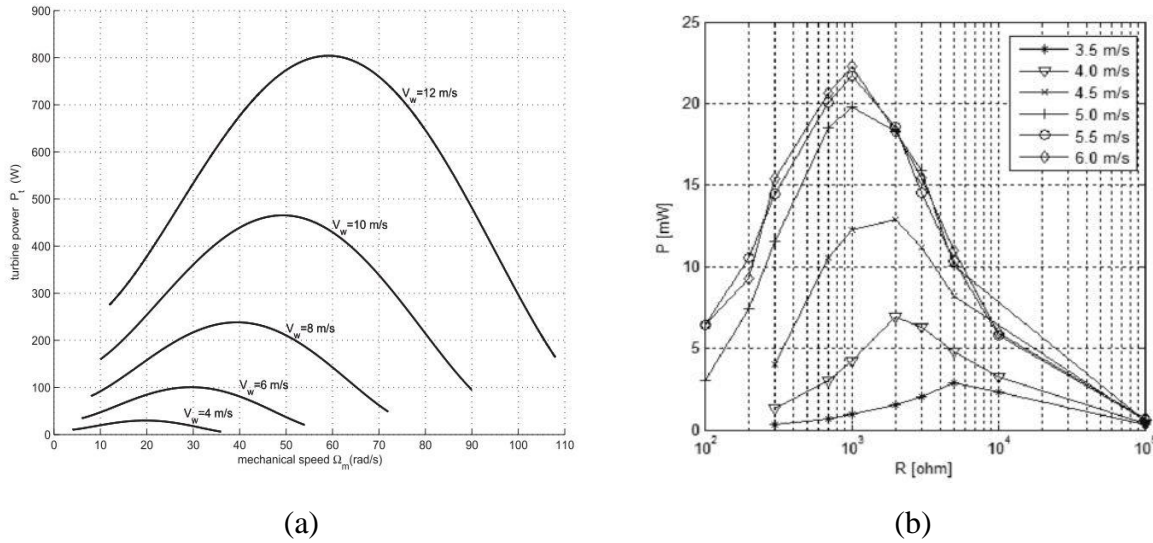 900
800
700
600
500
400
300
200
100
0
turbine power P_t (W)
V_w=12 m/s
V_w=10 m/s
V_w=8 m/s
V_w=6 m/s
V_w=4 m/s
0 10 20 30 40 50 60 70 80 90 100 110
mechanical speed Ω_m(rad/s)
(a)
25
20
15
10
5
0
P [mW]
3.5 m/s
4.0 m/s
4.5 m/s
5.0 m/s
5.5 m/s
6.0 m/s
10^2 10^3 10^4 10^5
R [ohm]
(b)